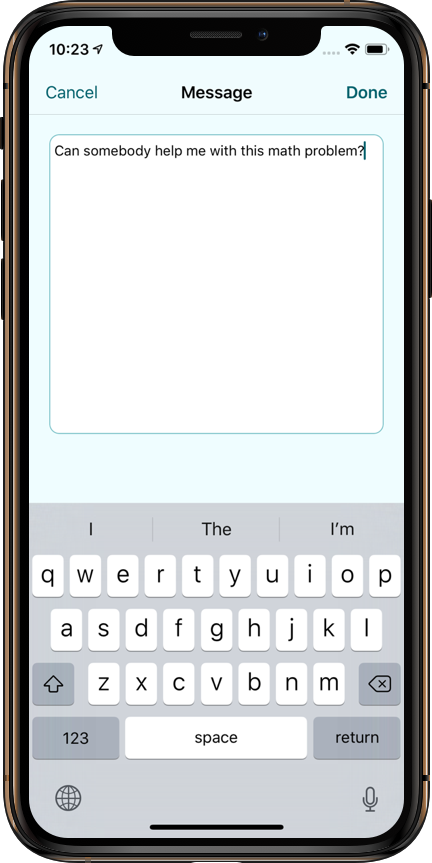 10:23
Cancel Message Done
Can somebody help me with this math problem?
I The I'm
q w e r t y u i o p
a s d f g h j k l
z x c v b n m
123 space return